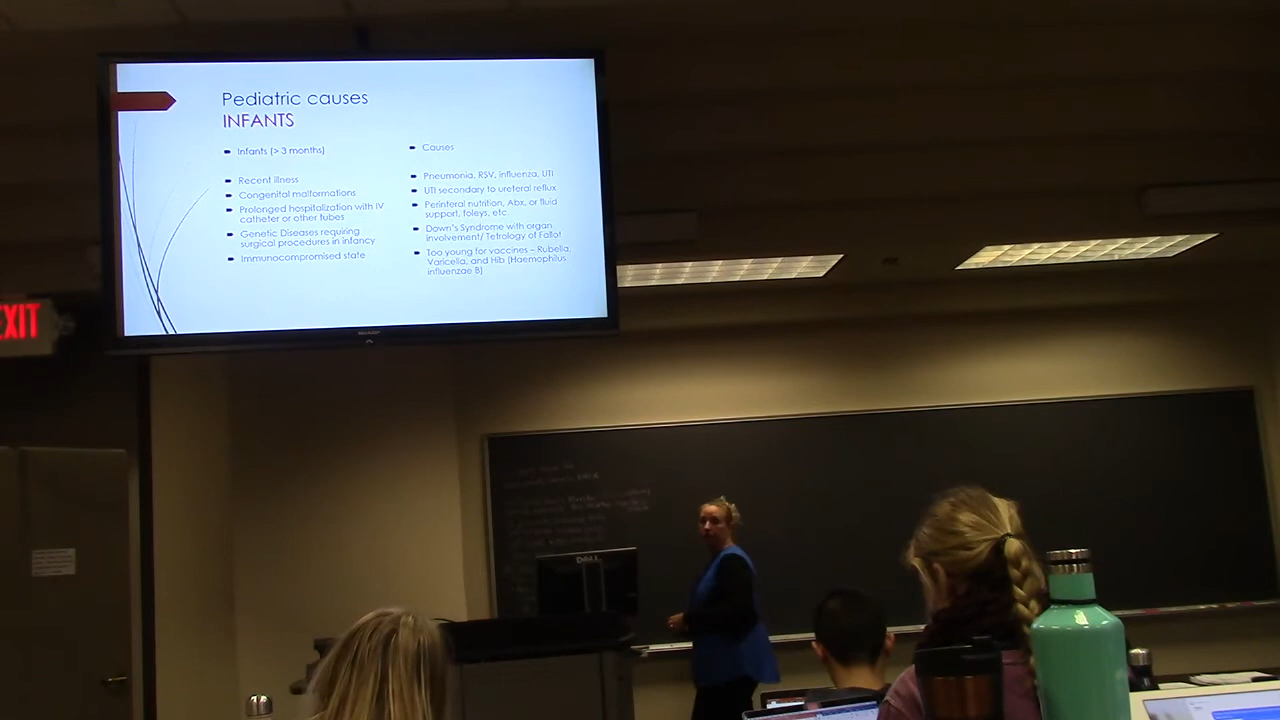 Pediatric causes
INFANTS
Infants (> 3 months)
Recent illness
Congenital malformations
Prolonged hospitalization with IV
catheter or other tubes
Genetic Diseases requiring
surgical procedures in infancy
Immunocompromised state
Causes
Pneumonia, RSV, influenza, UTI
UTI secondary to ureteral reflux
Perinteral nutrition, Abx, or fluid
support, foleys, etc.
Down's Syndrome with organ
involvement/ Tetrology of Fallot
Too young for vaccines – Rubella,
Varicella, and Hib (Haemophilus
influenzae B)
SHARP
EXIT
DELL